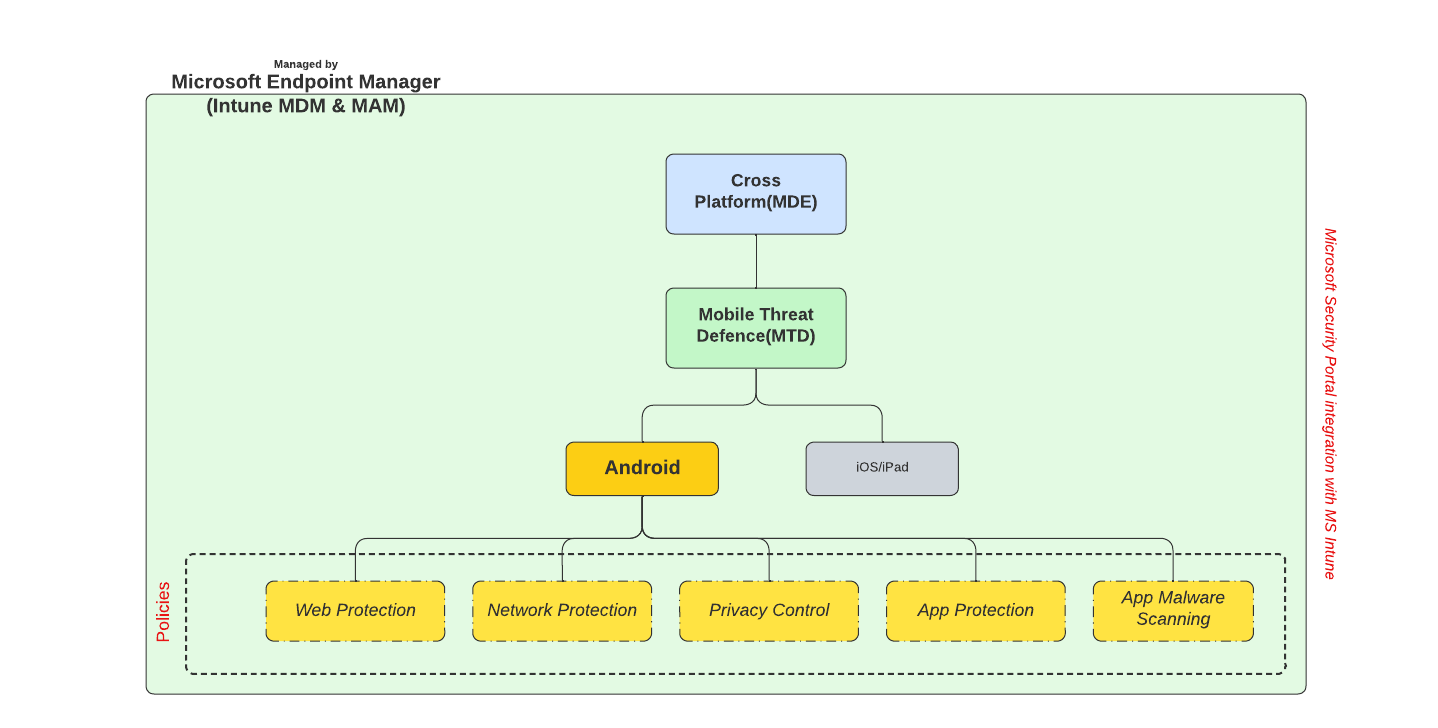 Managed by
Microsoft Endpoint Manager
(Intune MDM & MAM)
Cross
Platform(MDE)
Mobile Threat
Defence(MTD)
Android
iOS/iPad
Web Protection
Network Protection
Privacy Control
App Protection
App Malware
Scanning
Policies
Microsoft Security Portal integration with MS Intune